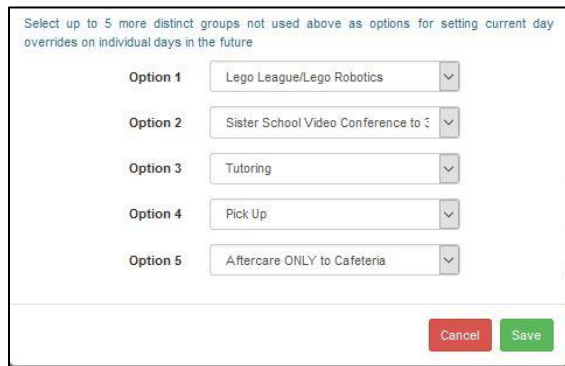 Select up to 5 more distinct groups not used above as options for setting current day
overrides on individual days in the future
Option 1 Lego League/Lego Robotics
Option 2 Sister School Video Conference to 3
Option 3 Tutoring
Option 4 Pick Up
Option 5 Aftercare ONLY to Cafeteria
Cancel Save